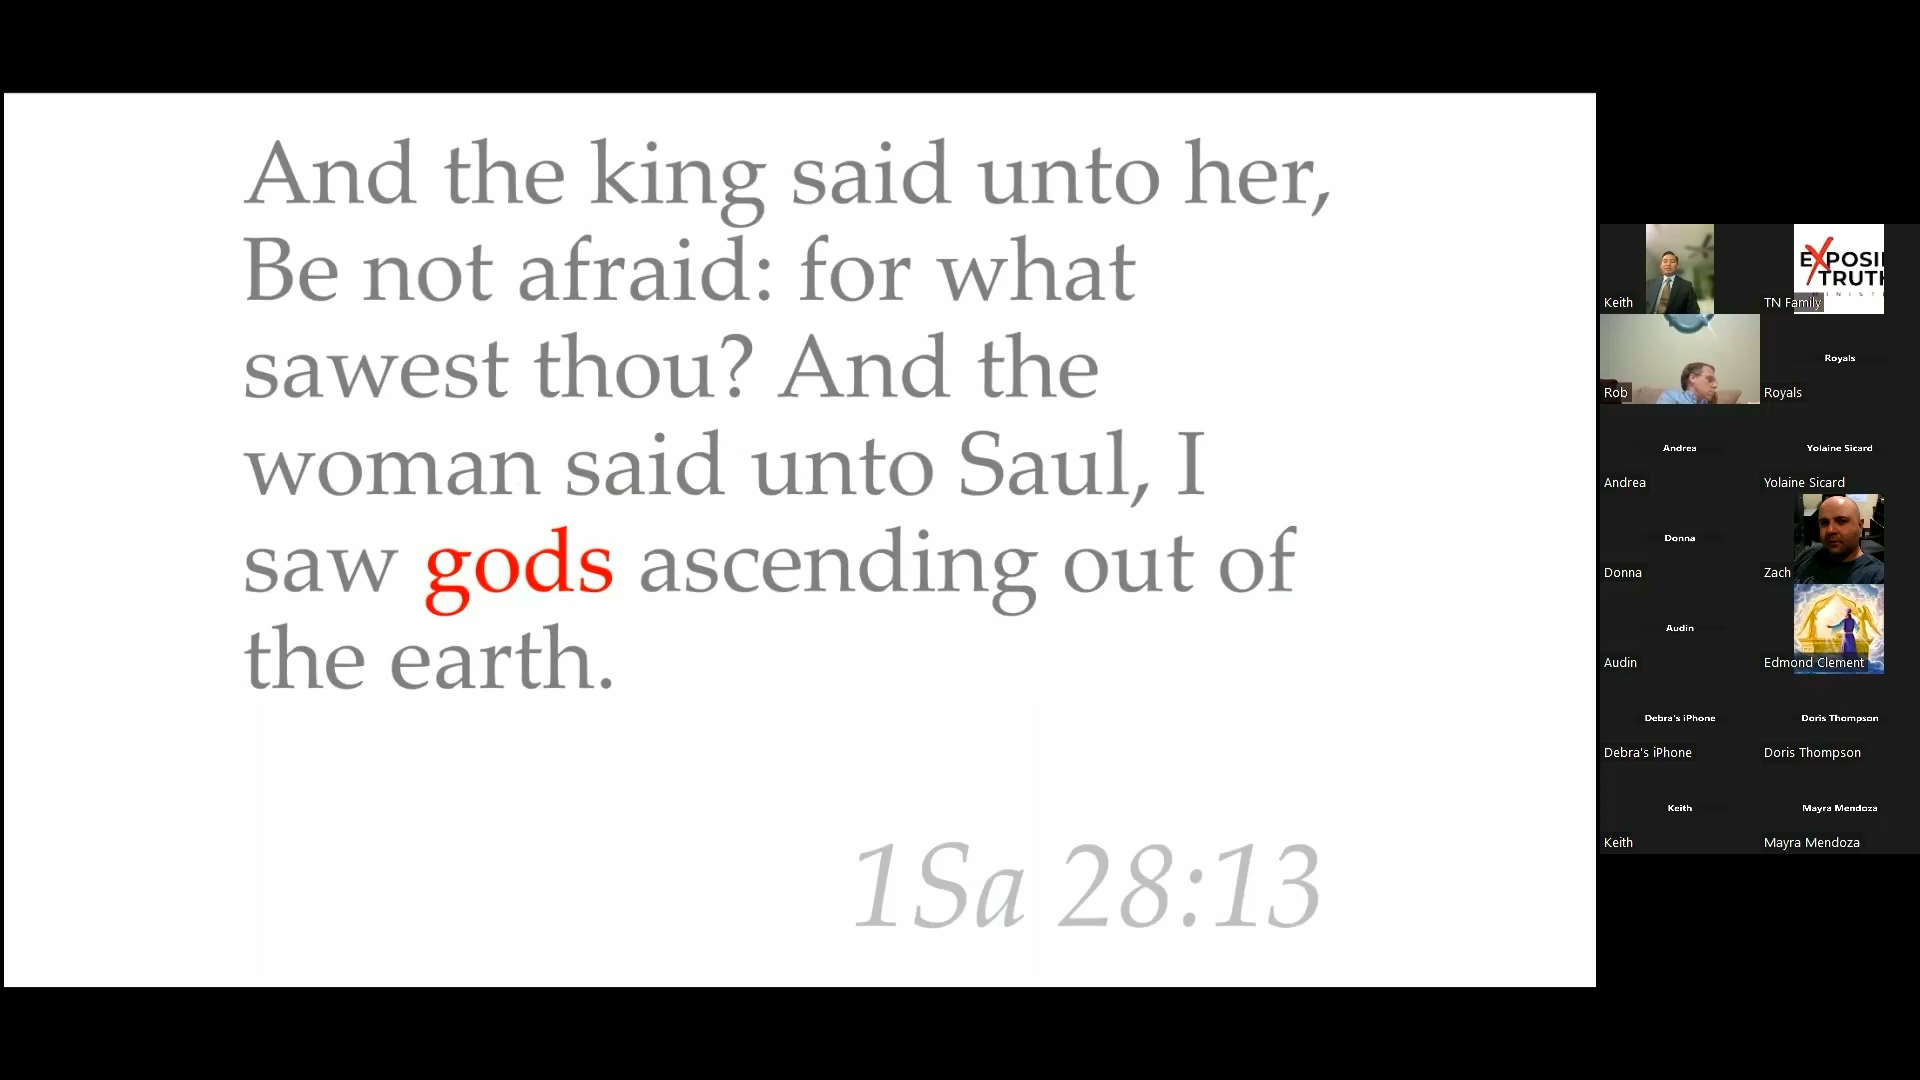 And the king said unto her,
Be not afraid: for what
sawest thou? And the
woman said unto Saul, I
saw gods ascending out of
the earth.
1Sa 28:13
Keith
EXPOSI
TRUTH
TN Family
Rob
Royals
Royals
Andrea
Andrea
Yolaine Sicard
Yolaine Sicard
Donna
Donna
Zach
Audin
Audin
Edmond Clement
Debra's iPhone
Debra's iPhone
Doris Thompson
Doris Thompson
Keith
Keith
Mayra Mendoza
Mayra Mendoza